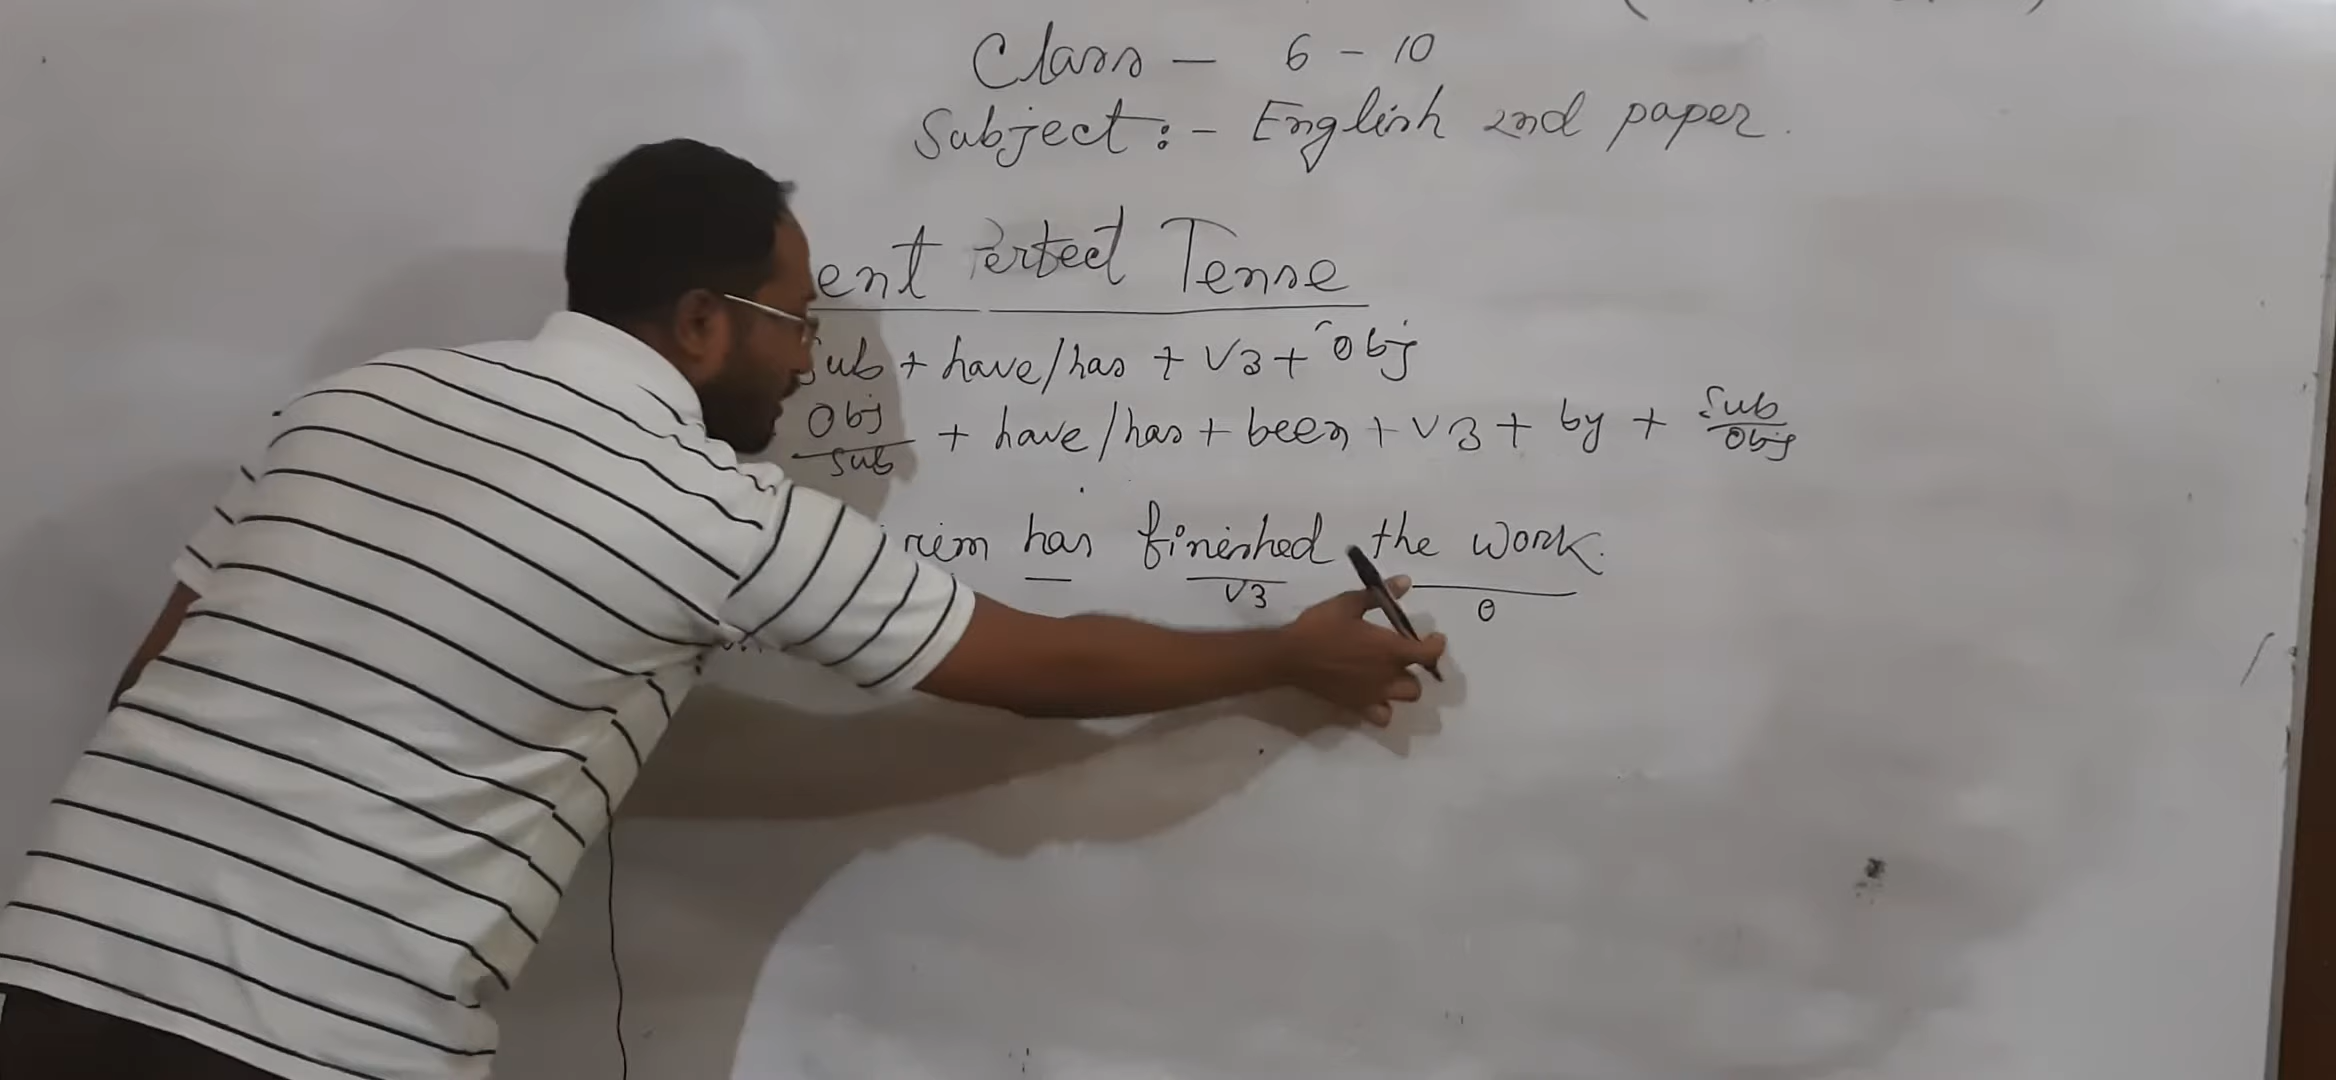 Class - 6 - 10
Subject :- English 2nd paper.
ent Perfect Tense
Sub + have/has + V3 + Obj
Obj
sub + have/has + been + V3 + by + Sub
Obj
rim has finished the work.
V3 O